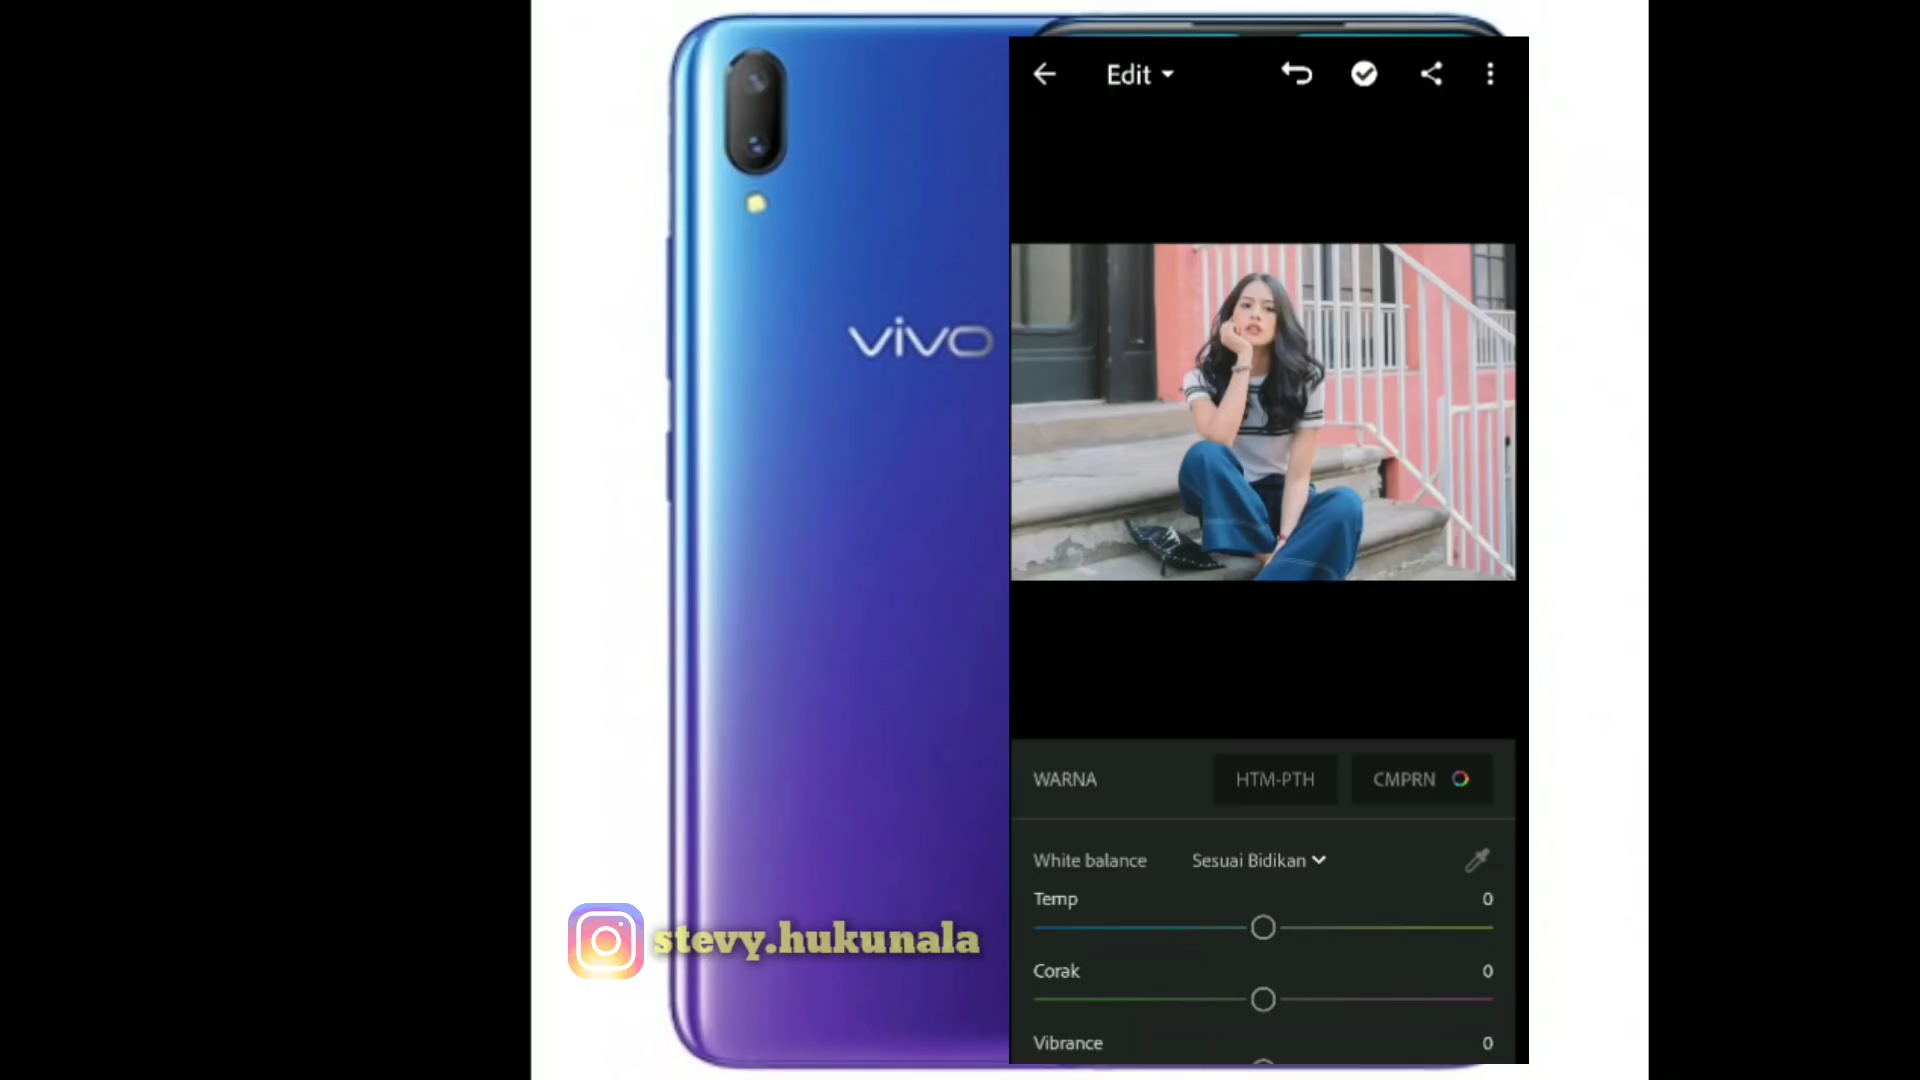 Edit
vivo
WARNA HTM-PTH CMPRN
White balance Sesuai Bidikan
Temp 0
stevy.hukunala
Corak 0
Vibrance 0